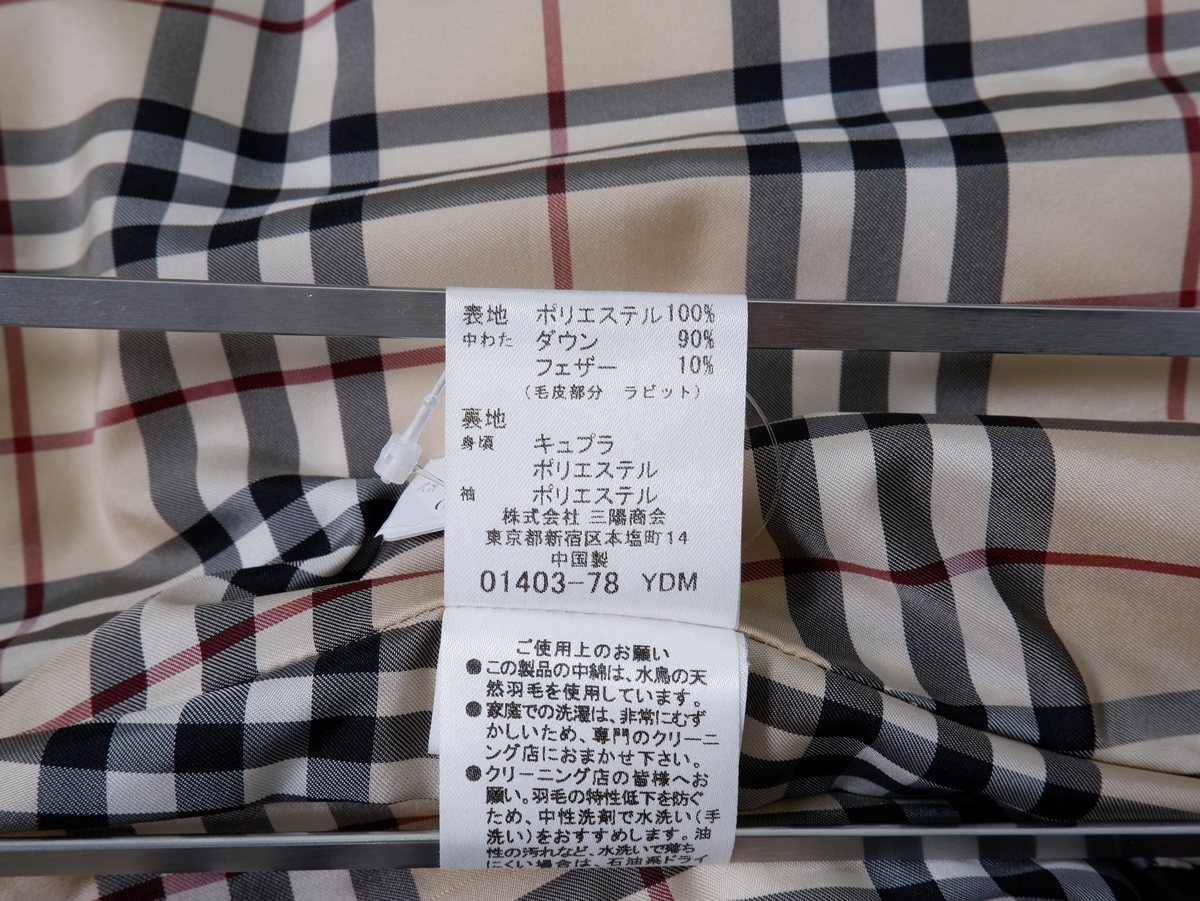 表地 ポリエステル100%
中わた ダウン 90%
フェザー 10%
(毛皮部分 ラビット)
裏地
身頃 キュプラ
ポリエステル
袖 ポリエステル
株式会社 三陽商会
東京都新宿区本塩町14
中国製
01403-78 YDM
ご使用上のお願い
●この製品の中綿は、水鳥の天
然羽毛を使用しています。
●家庭での洗濯は、非常にむず
かしいため、専門のクリーニ
ング店におまかせ下さい。
●クリーニング店の皆様へお
願い。羽毛の特性低下を防ぐ
ため、中性洗剤で水洗い(手
洗い)をおすすめします。油
性の汚れなど、水洗いで落ち
にくい場合は、石油系ドライ